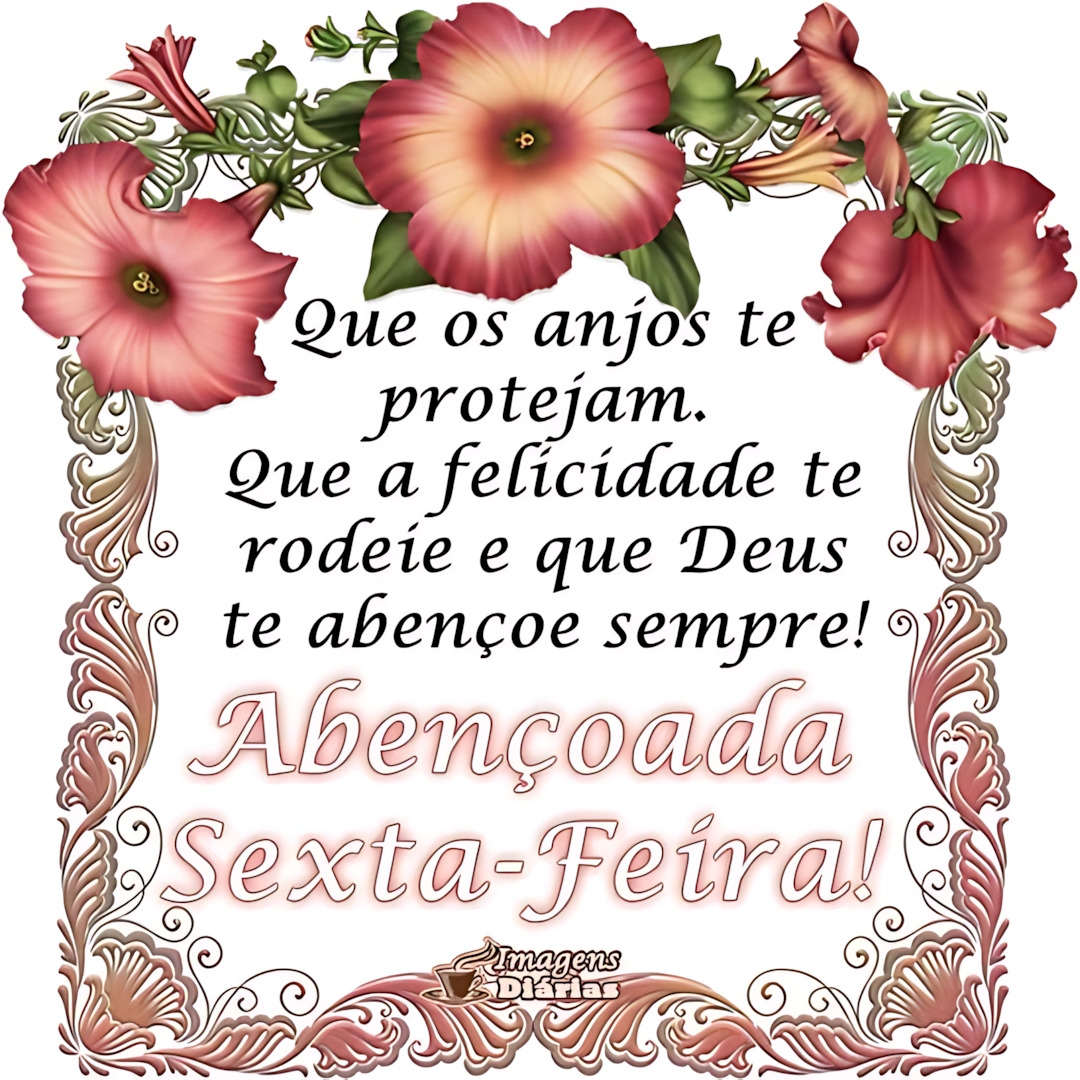 Que os anjos te
protejam.
Que a felicidade te
rodeie e que Deus
te abençoe sempre!
Abençoada
Sexta-Feira!
Imagens
Diárias